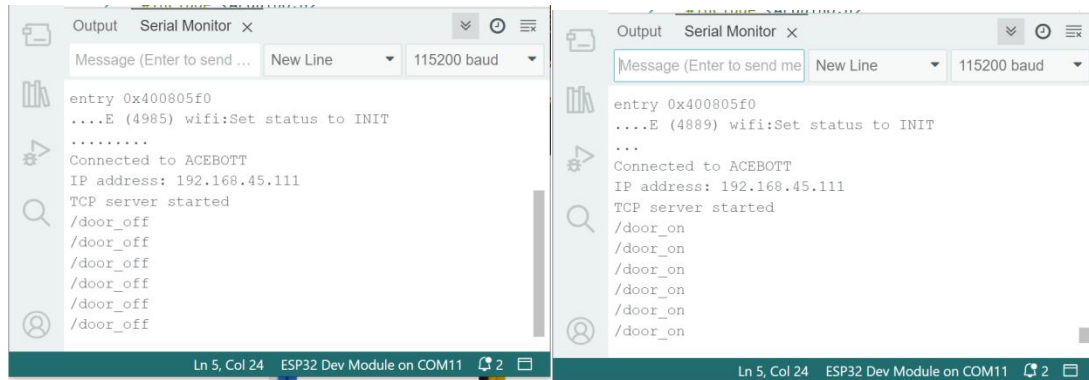 Output Serial Monitor
Message (Enter to send ... New Line 115200 baud
entry 0x400805f0
....E (4985) wifi:Set status to INIT
.........
Connected to ACEBOTT
IP address: 192.168.45.111
TCP server started
/door_off
/door_off
/door_off
/door_off
/door_off
/door_off
Ln 5, Col 24 ESP32 Dev Module on COM11 2
Output Serial Monitor
Message (Enter to send me New Line 115200 baud
entry 0x400805f0
....E (4889) wifi:Set status to INIT
...
Connected to ACEBOTT
IP address: 192.168.45.111
TCP server started
/door_on
/door_on
/door_on
/door_on
/door_on
/door_on
Ln 5, Col 24 ESP32 Dev Module on COM11 2